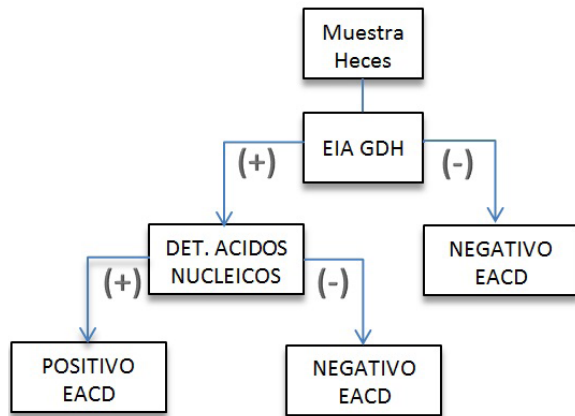 Muestra
Heces
EIA GDH
(+)
(-)
DET. ACIDOS
NUCLEICOS
NEGATIVO
EACD
(+)
(-)
POSITIVO
EACD
NEGATIVO
EACD